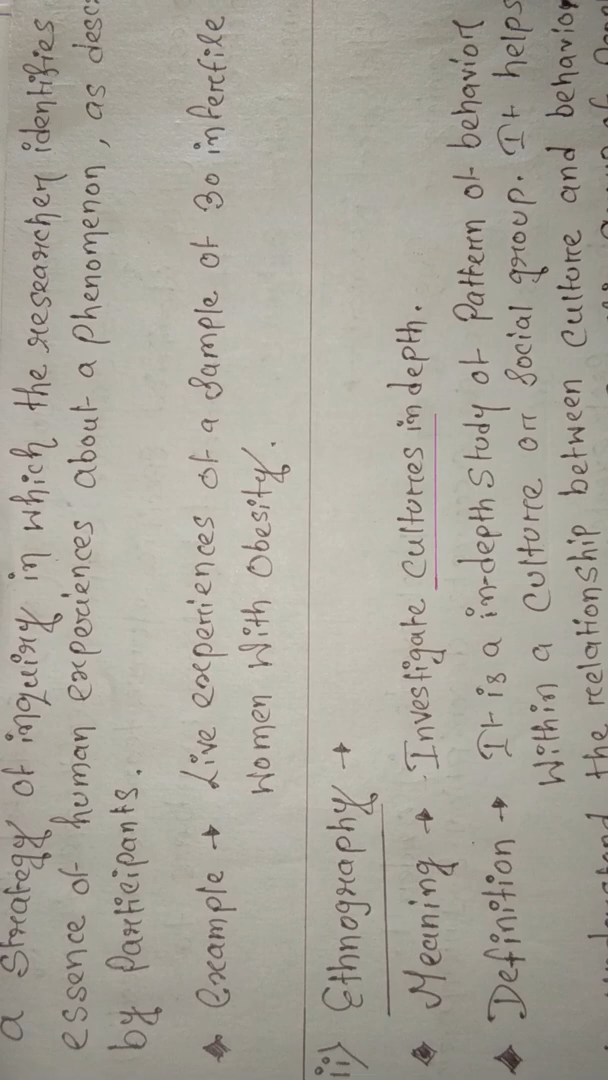 a Strategy of inquiry in which the researcher identifies
essence of human experiences about a phenomenon, as desc
by Participants.
Example → Live experiences of a sample of 30 inferefile
Women With Obesity.
ii) Ethnography →
Meaning → Investigate Cultures in depth.
Definition → It is a in-depth Study of Pattern of behavior
Within a Culture or Social group. It helps
the relationship between Culture and behavior